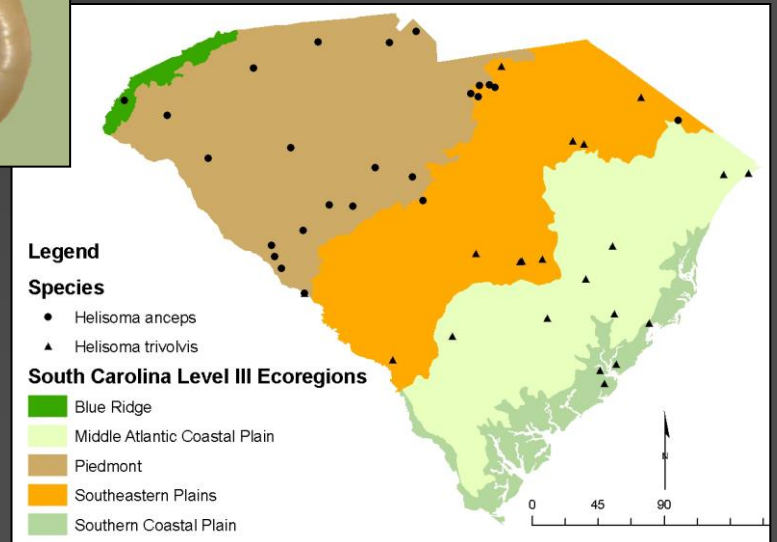 Legend
Species
Helisoma anceps
Helisoma trivolvis
South Carolina Level III Ecoregions
Blue Ridge
Middle Atlantic Coastal Plain
Piedmont
Southeastern Plains
Southern Coastal Plain
N
0 45 90